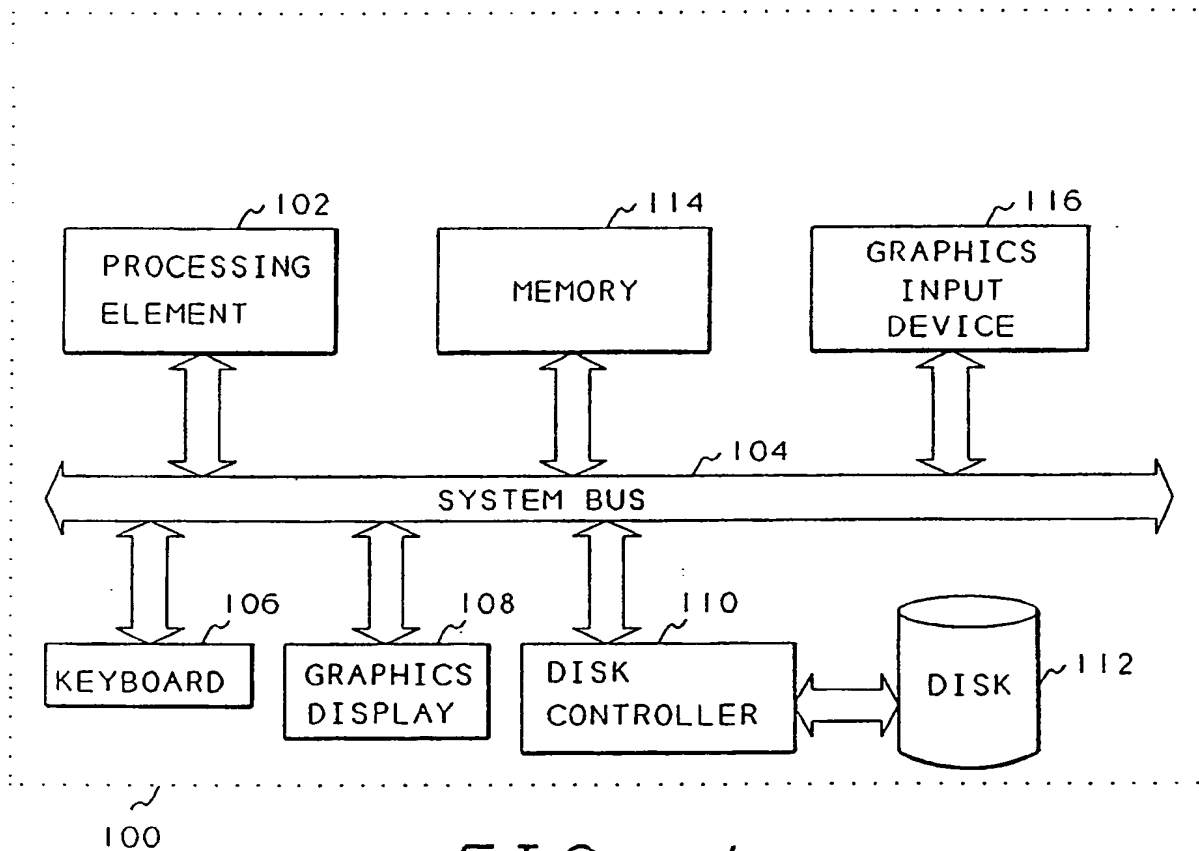 102
114
116
PROCESSING
ELEMENT
MEMORY
GRAPHICS
INPUT
DEVICE
104
SYSTEM BUS
106
108
110
112
KEYBOARD
GRAPHICS
DISPLAY
DISK
CONTROLLER
DISK
100